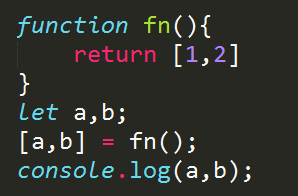 function fn(){
    return [1,2]
}
let a,b;
[a,b] = fn();
console.log(a,b);